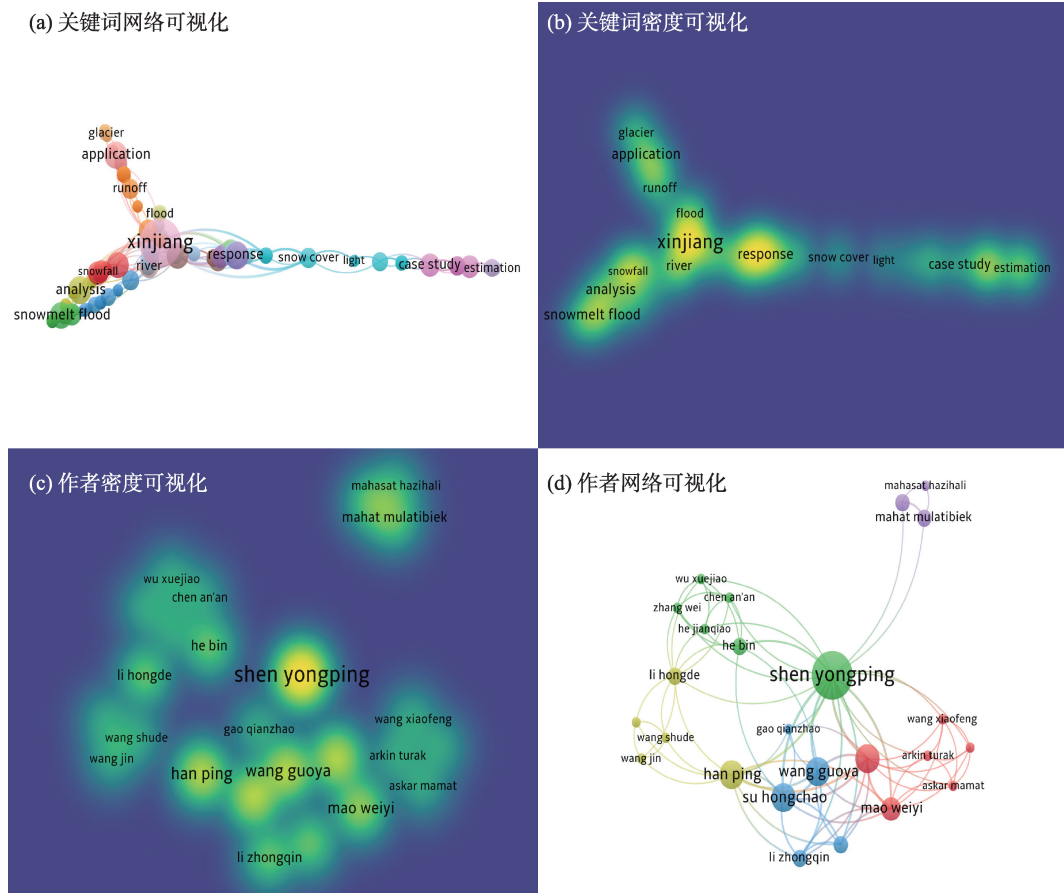 (a) 关键词网络可视化
glacier
application
runoff
flood
xinjiang
river
response
snowfall
snow cover
light
case study
estimation
analysis
snowmelt flood
(b) 关键词密度可视化
glacier
application
runoff
flood
xinjiang
river
response
snowfall
snow cover
light
case study
estimation
analysis
snowmelt flood
(c) 作者密度可视化
mahasat hazihali
mahat mulatibiek
wu xuejiao
chen an'an
he bin
li hongde
shen yongping
wang xiaofeng
gao qianzhao
wang shude
arkin turak
wang jin
han ping
wang guoya
askar mamat
mao weiyi
li zhongqin
(d) 作者网络可视化
mahasat hazihali
mahat mulatibiek
wu xuejiao
chen an'an
zhang wei
he jianqiao
he bin
li hongde
shen yongping
wang xiaofeng
gao qianzhao
wang shude
arkin turak
wang jin
han ping
wang guoya
askar mamat
su hongchao
mao weiyi
li zhongqin